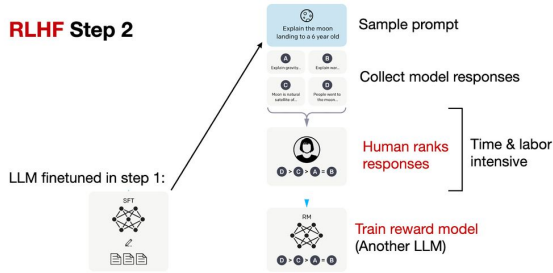 RLHF Step 2
Explain the moon
landing to a 6 year old
Sample prompt
A
Explain gravity...
B
Explain war...
C
Moon is natural
satellite of...
D
People went to
the moon...
Collect model responses
D > C > A = B
Human ranks
responses
Time & labor
intensive
LLM finetuned in step 1:
SFT
RM
D > C > A = B
Train reward model
(Another LLM)